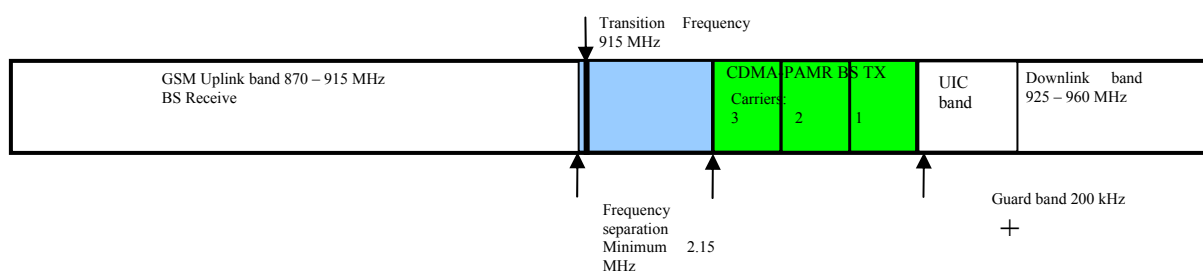 Transition Frequency
915 MHz
GSM Uplink band 870 – 915 MHz
BS Receive
CDMA-PAMR BS TX
Carriers:
3 2 1
UIC
band
Downlink band
925 – 960 MHz
Frequency
separation
Minimum 2.15
MHz
Guard band 200 kHz